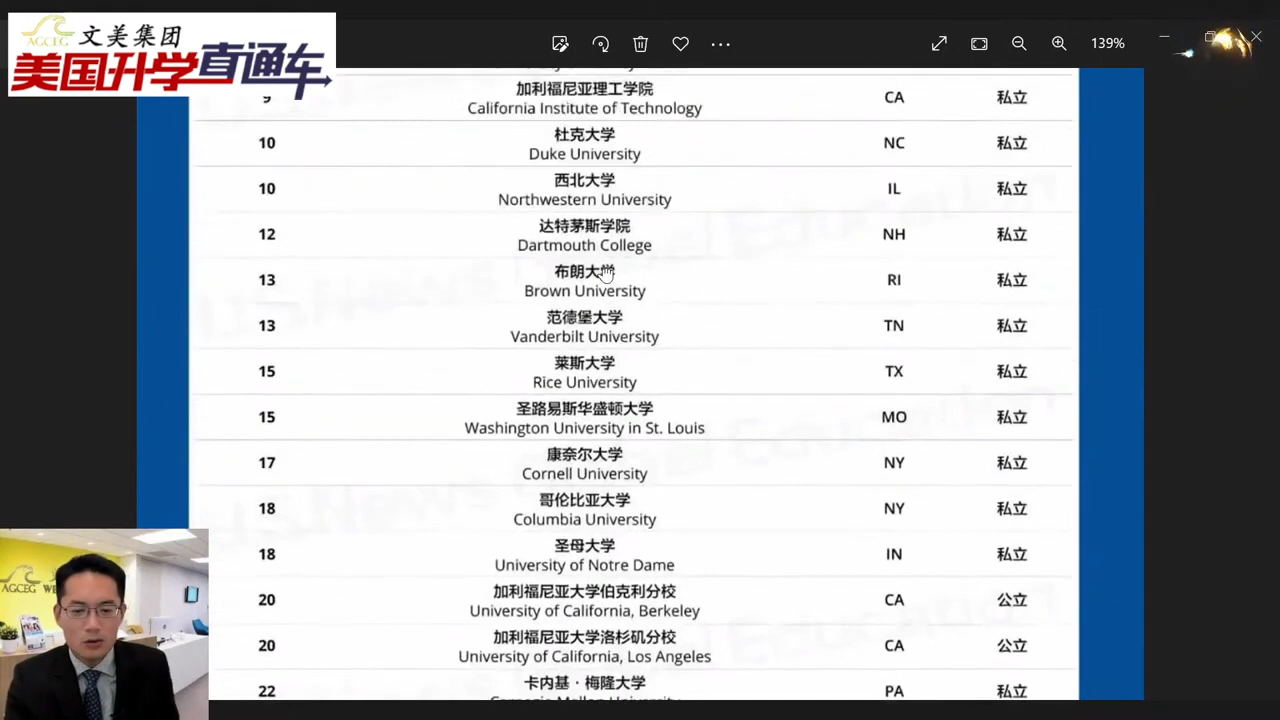 AGCEG 文美集团
美国升学直通车
139%
9 加利福尼亚理工学院 CA 私立
California Institute of Technology
10 杜克大学 NC 私立
Duke University
10 西北大学 IL 私立
Northwestern University
12 达特茅斯学院 NH 私立
Dartmouth College
13 布朗大学 RI 私立
Brown University
13 范德堡大学 TN 私立
Vanderbilt University
15 莱斯大学 TX 私立
Rice University
15 圣路易斯华盛顿大学 MO 私立
Washington University in St. Louis
17 康奈尔大学 NY 私立
Cornell University
18 哥伦比亚大学 NY 私立
Columbia University
18 圣母大学 IN 私立
University of Notre Dame
20 加利福尼亚大学伯克利分校 CA 公立
University of California, Berkeley
20 加利福尼亚大学洛杉矶分校 CA 公立
University of California, Los Angeles
22 卡内基·梅隆大学 PA 私立
Carnegie Mellon University
AGCEG WE